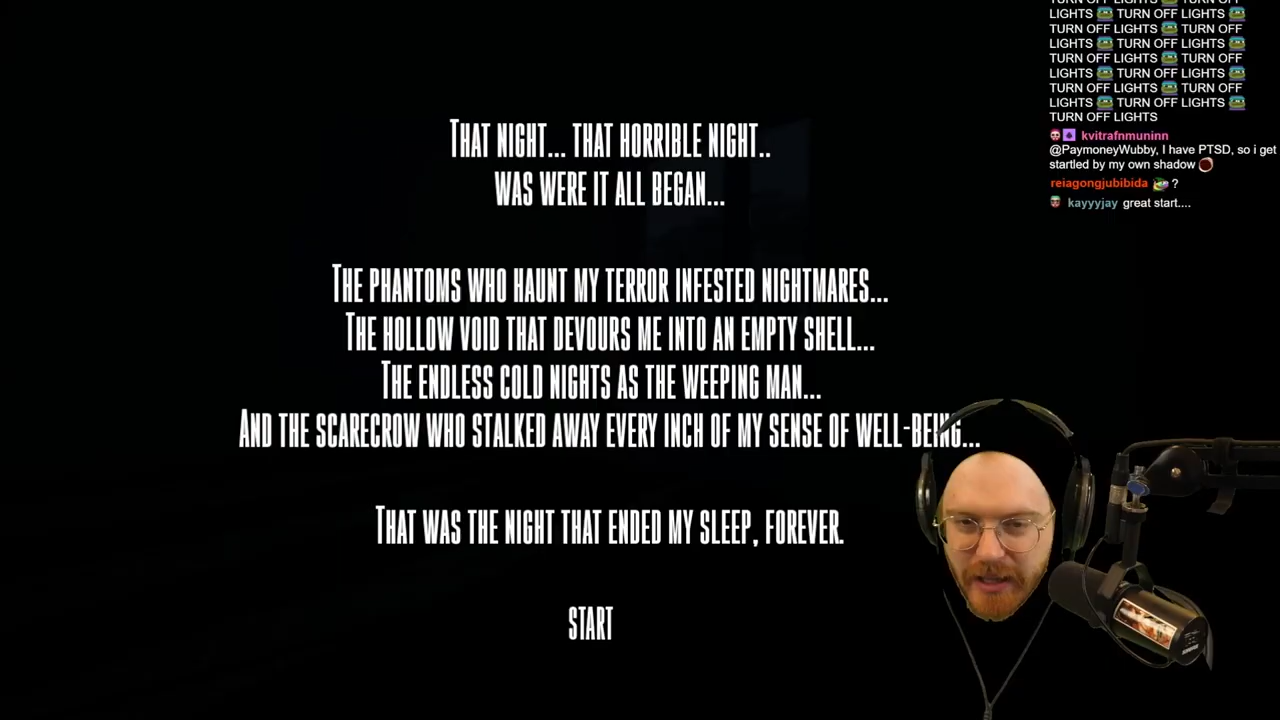 THAT NIGHT... THAT HORRIBLE NIGHT..
WAS WERE IT ALL BEGAN...
THE PHANTOMS WHO HAUNT MY TERROR INFESTED NIGHTMARES...
THE HOLLOW VOID THAT DEVOURS ME INTO AN EMPTY SHELL...
THE ENDLESS COLD NIGHTS AS THE WEEPING MAN...
AND THE SCARECROW WHO STALKED AWAY EVERY INCH OF MY SENSE OF WELL-BEING...
THAT WAS THE NIGHT THAT ENDED MY SLEEP, FOREVER.
START
LIGHTS TURN OFF LIGHTS
TURN OFF LIGHTS TURN OFF
LIGHTS TURN OFF LIGHTS
TURN OFF LIGHTS TURN OFF
LIGHTS TURN OFF LIGHTS
TURN OFF LIGHTS TURN OFF
LIGHTS TURN OFF LIGHTS
TURN OFF LIGHTS
kvitrafnmuninn
@PaymoneyWubby, I have PTSD, so i get
startled by my own shadow
reiagongjubibida ?
kayyyjay great start....